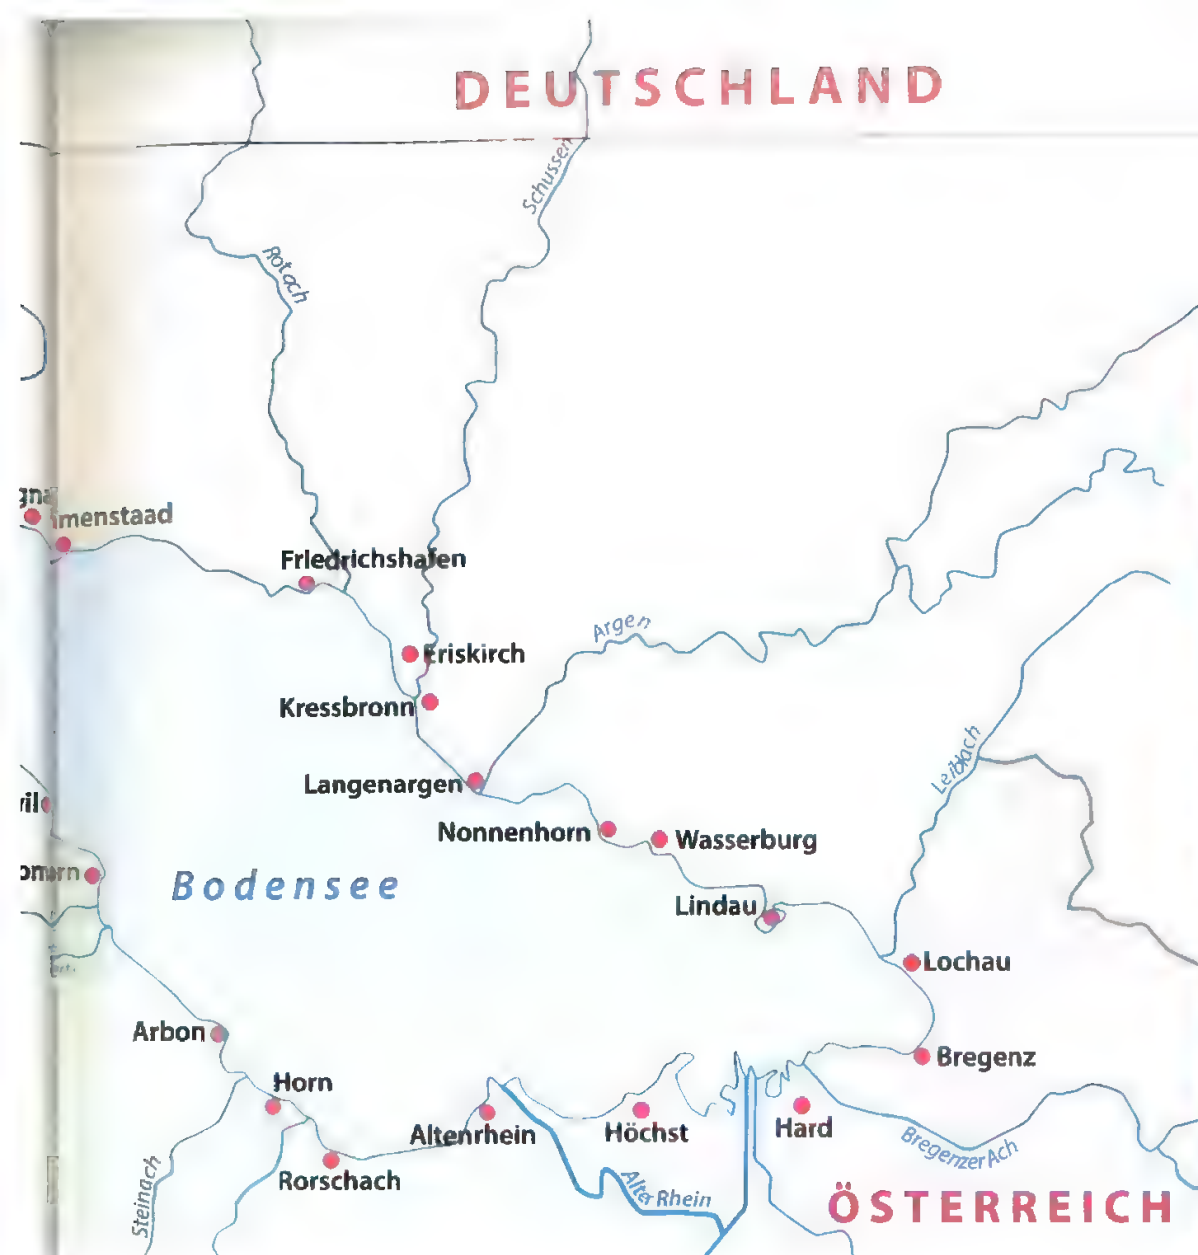 DEUTSCHLAND
Schussen
Rotach
menstaad
Friedrichshafen
Argen
Eriskirch
Kressbronn
Leiblach
Langenargen
Nonnenhorn
Wasserburg
Bodensee
Lindau
Lochau
Arbon
Bregenz
Horn
Altenrhein
Höchst
Hard
Bregenzer Ach
Rorschach
Steinach
Alter Rhein
ÖSTERREICH